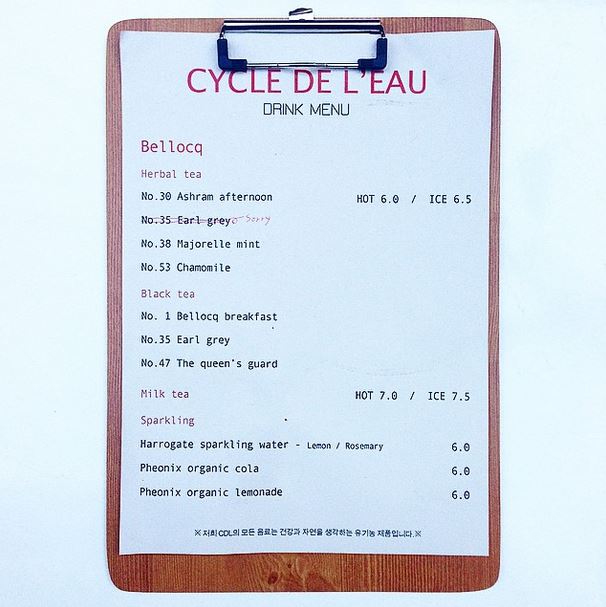 CYCLE DE L'EAU
DRINK MENU
Bellocq
Herbal tea
No.30 Ashram afternoon HOT 6.0 / ICE 6.5
No.35 Earl grey Sorry
No.38 Majorelle mint
No.53 Chamomile
Black tea
No. 1 Bellocq breakfast
No.35 Earl grey
No.47 The queen's guard
Milk tea HOT 7.0 / ICE 7.5
Sparkling
Harrogate sparkling water - Lemon / Rosemary 6.0
Pheonix organic cola 6.0
Pheonix organic lemonade 6.0
※ 저희 CDL의 모든 음료는 건강과 자연을 생각하는 유기농 제품입니다.※